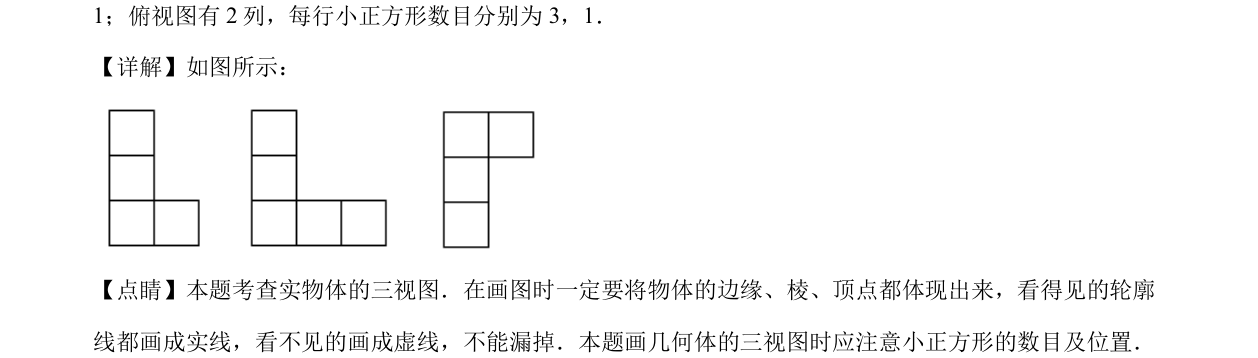 1；俯视图有 2 列，每行小正方形数目分别为 3，1．
【详解】如图所示：
【点睛】本题考查实物体的三视图．在画图时一定要将物体的边缘、棱、顶点都体现出来，看得见的轮廓
线都画成实线，看不见的画成虚线，不能漏掉．本题画几何体的三视图时应注意小正方形的数目及位置．